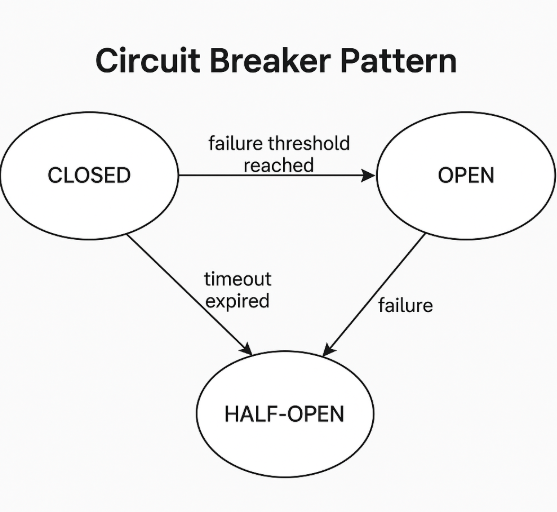 Circuit Breaker Pattern
CLOSED
failure threshold
reached
OPEN
timeout
expired
failure
HALF-OPEN